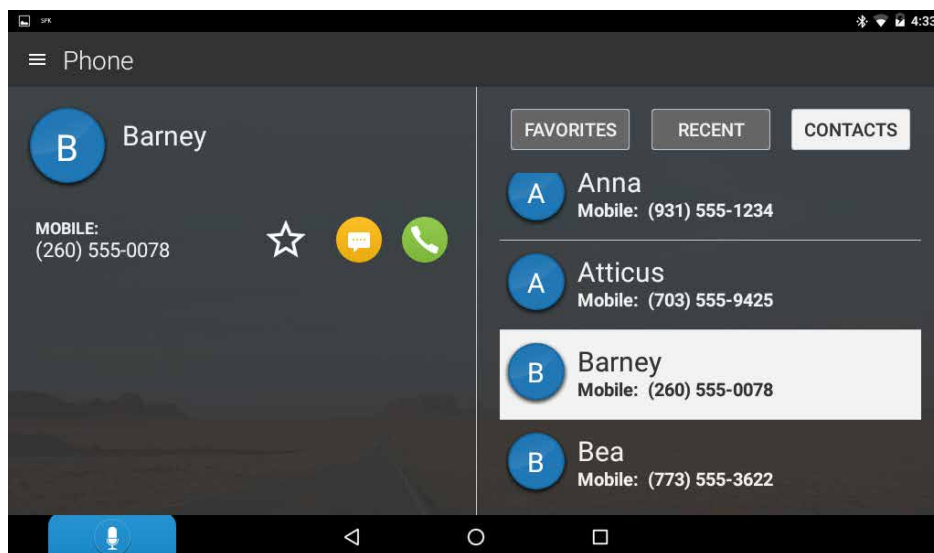 SPK
4:33
Phone
B
Barney
MOBILE:
(260) 555-0078
FAVORITES
RECENT
CONTACTS
A
Anna
Mobile: (931) 555-1234
A
Atticus
Mobile: (703) 555-9425
B
Barney
Mobile: (260) 555-0078
B
Bea
Mobile: (773) 555-3622